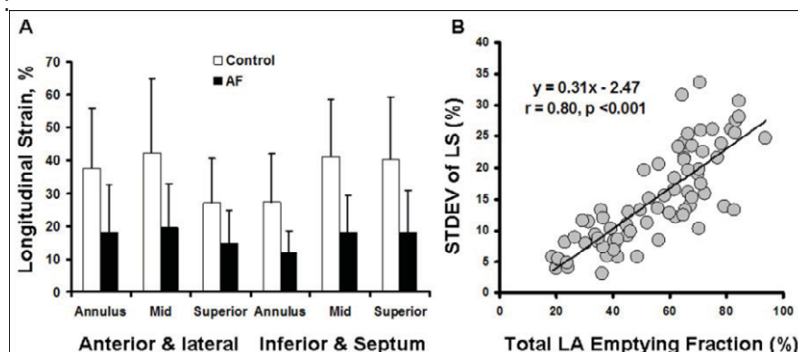 A
Longitudinal Strain, %
70
60
50
40
30
20
10
0
Control
AF
Annulus Mid Superior Annulus Mid Superior
Anterior & lateral Inferior & Septum
B
STDEV of LS (%)
40
35
30
25
20
15
10
5
0
y = 0.31x - 2.47
r = 0.80, p <0.001
0 20 40 60 80 100
Total LA Emptying Fraction (%)